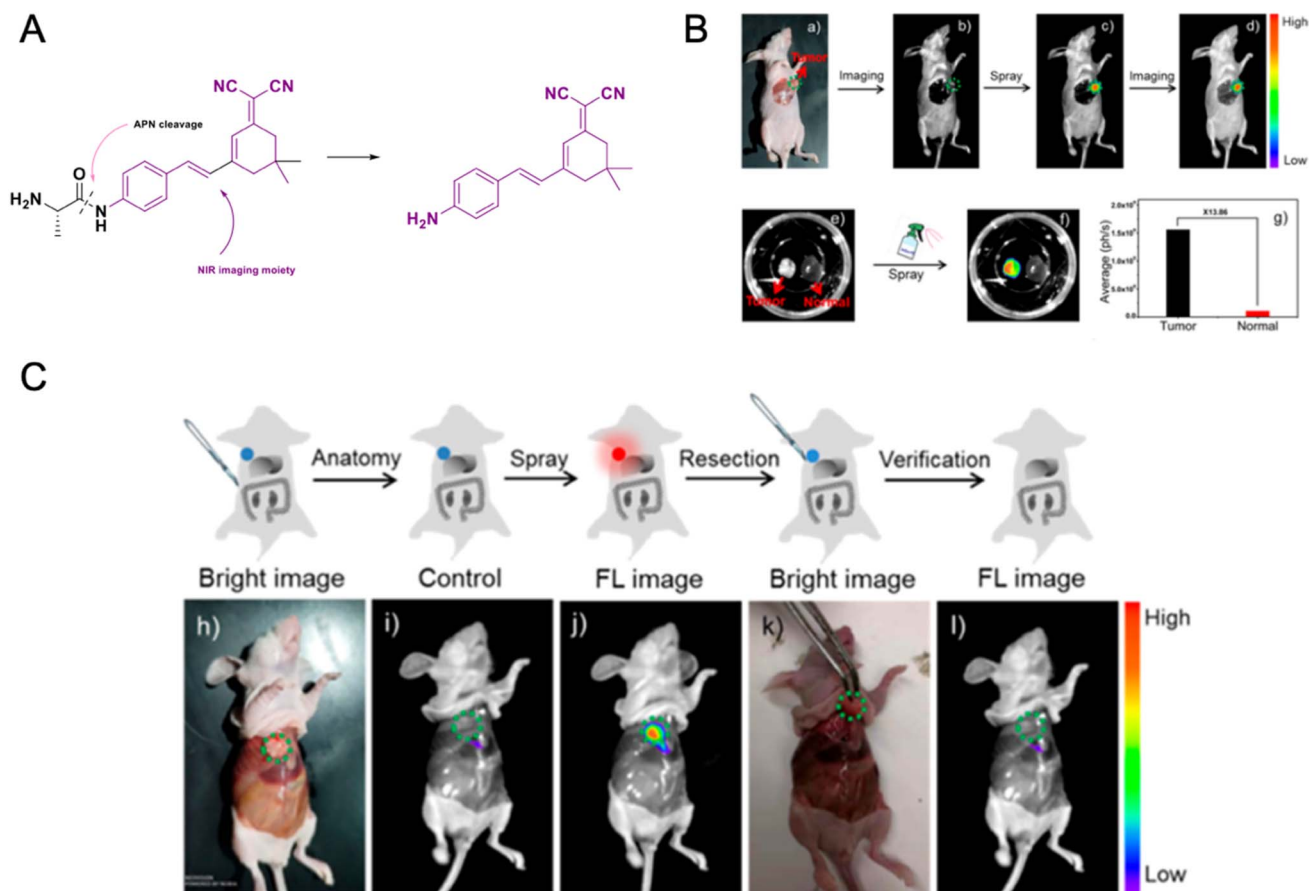 A
NC
CN
APN cleavage
O
H₂N
N
H
NIR imaging moiety
NC
CN
H₂N
B
a)
Tumor
Imaging
b)
Spray
c)
Imaging
d)
High
Low
e)
Tumor
Normal
Spray
f)
g)
X13.86
Average (ph/s)
Tumor
Normal
C
Anatomy
Spray
Resection
Verification
Bright image
Control
FL image
Bright image
FL image
h)
i)
j)
k)
l)
High
Low